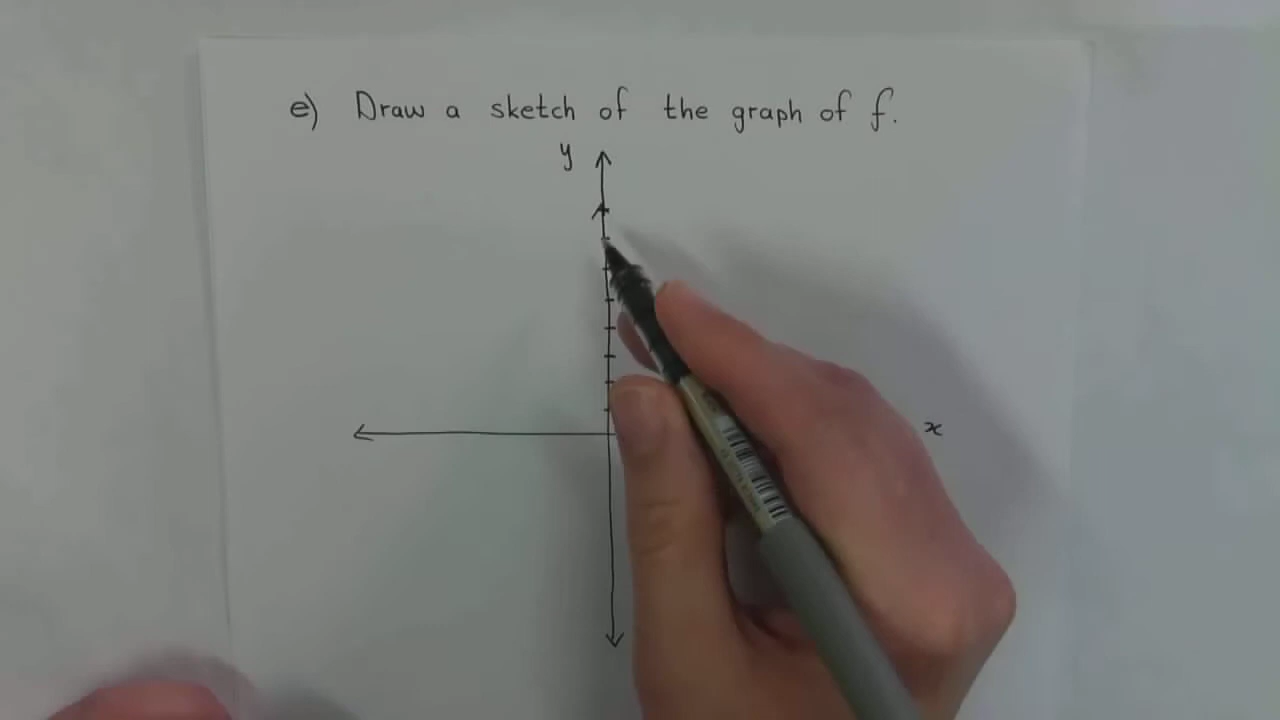 e) Draw a sketch of the graph of f.
y
x